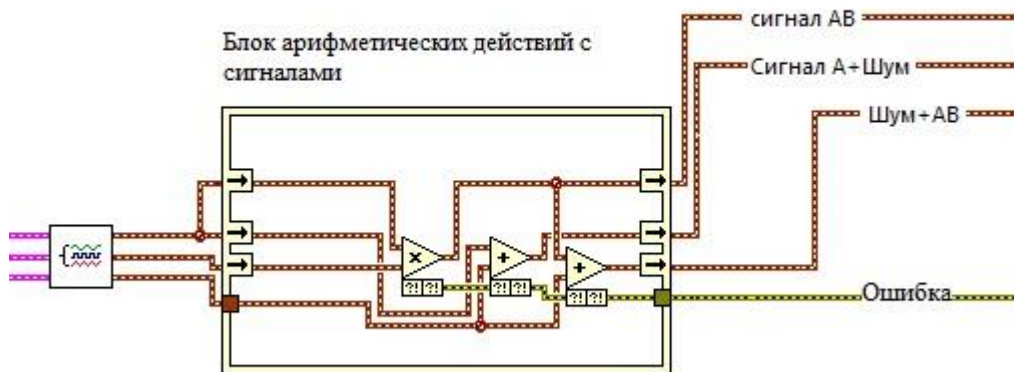 Блок арифметических действий с
сигналами
сигнал АВ
Сигнал А+Шум
Шум+АВ
× + +
?! ?! ?! ?! ?! ?!
Ошибка